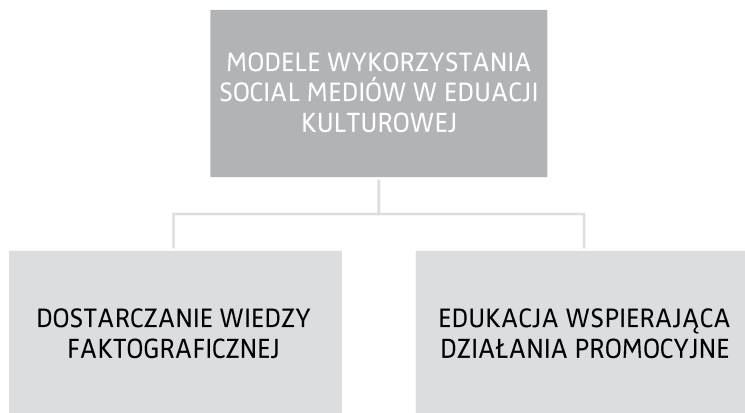 MODELE WYKORZYSTANIA
SOCIAL MEDIÓW W EDUACJI
KULTUROWEJ
DOSTARCZANIE WIEDZY
FAKTOGRAFICZNEJ
EDUKACJA WSPIERAJĄCA
DZIAŁANIA PROMOCYJNE